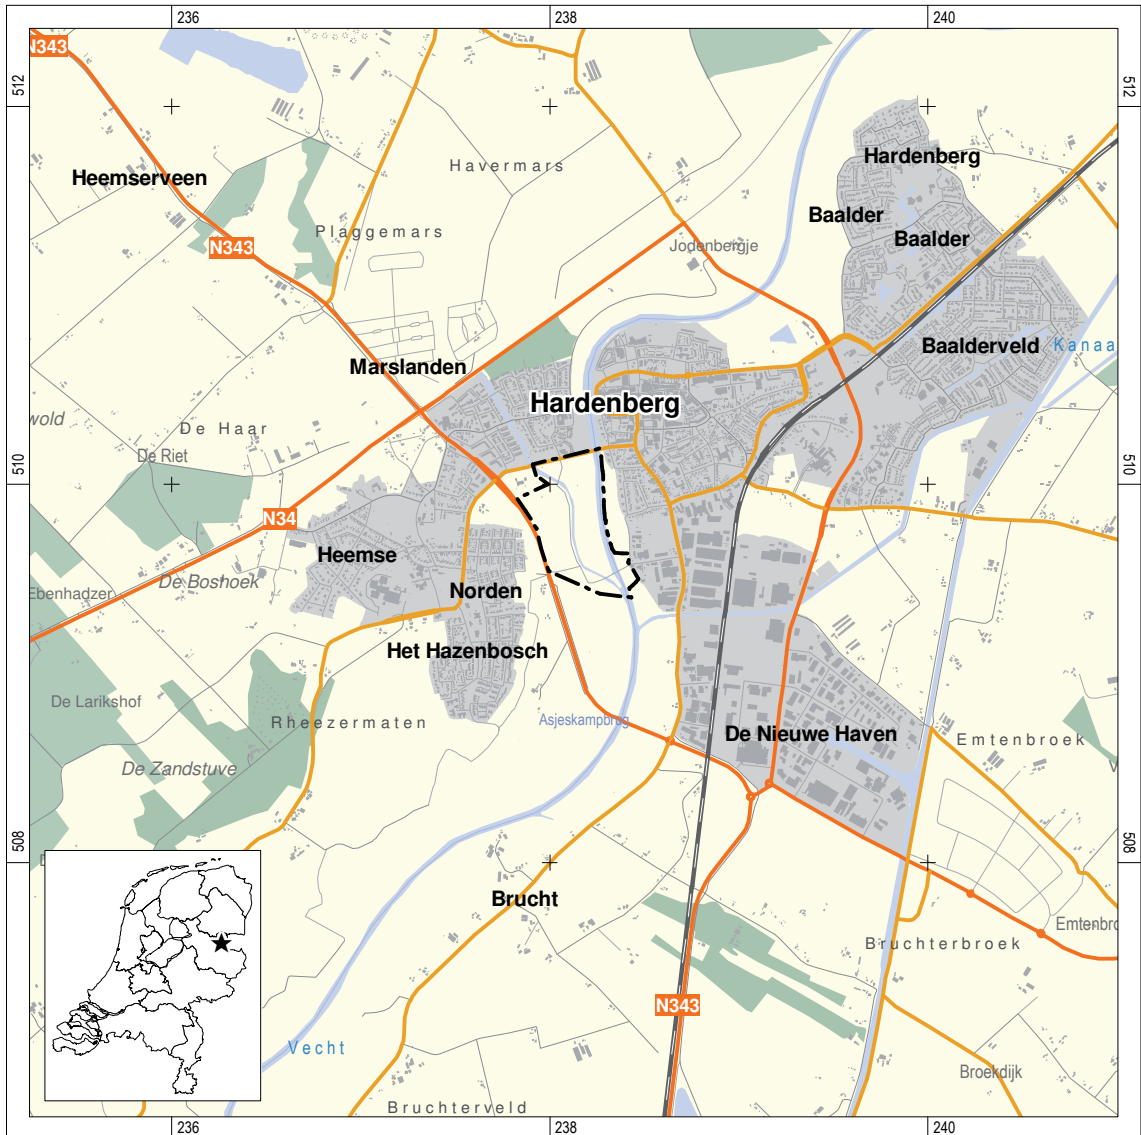 236
238
240
N343
512
512
Hardenberg
Havermars
Heemserveen
Baalder
Plaggemars
Baalder
N343
Jodenbergje
Baalderveld
Kanaa
Marslanden
Hardenberg
wold
De Haar
De Riet
510
510
N34
Heemse
De Boshoek
Norden
Ebenhadzer
Het Hazenbosch
De Larikshof
Rheezermaten
Asjeskampbrug
De Nieuwe Haven
Emtenbroek
V
De Zandstuve
508
508
D
Brucht
Emtenbro
Bruchterbroek
N343
Vecht
Broekdijk
Bruchterveld
236
238
240